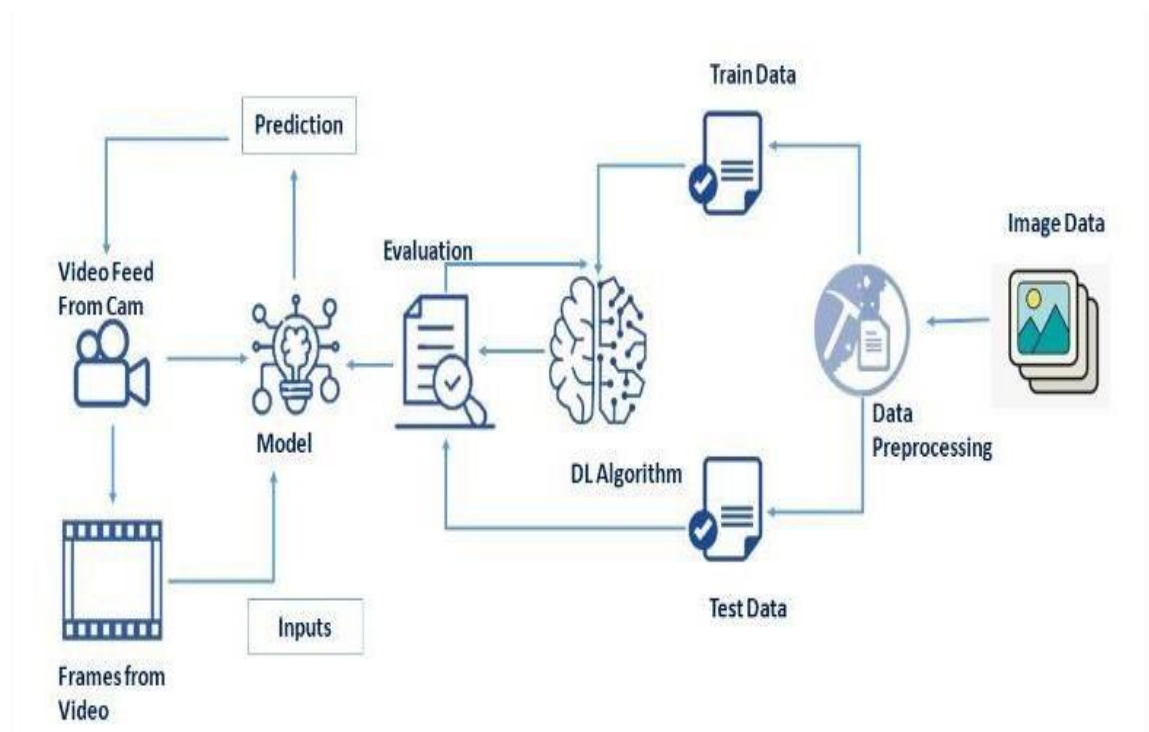 Train Data
Prediction
Image Data
Evaluation
Video Feed
From Cam
Data
Preprocessing
Model
DL Algorithm
Test Data
Inputs
Frames from
Video